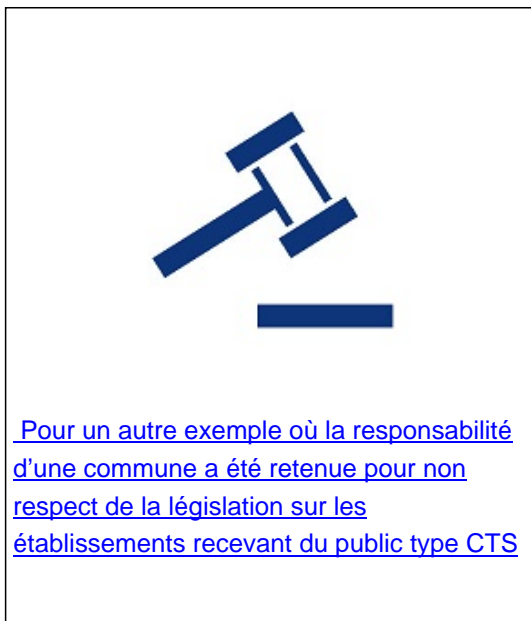 Pour un autre exemple où la responsabilité
d'une commune a été retenue pour non
respect de la législation sur les
établissements recevant du public type CTS